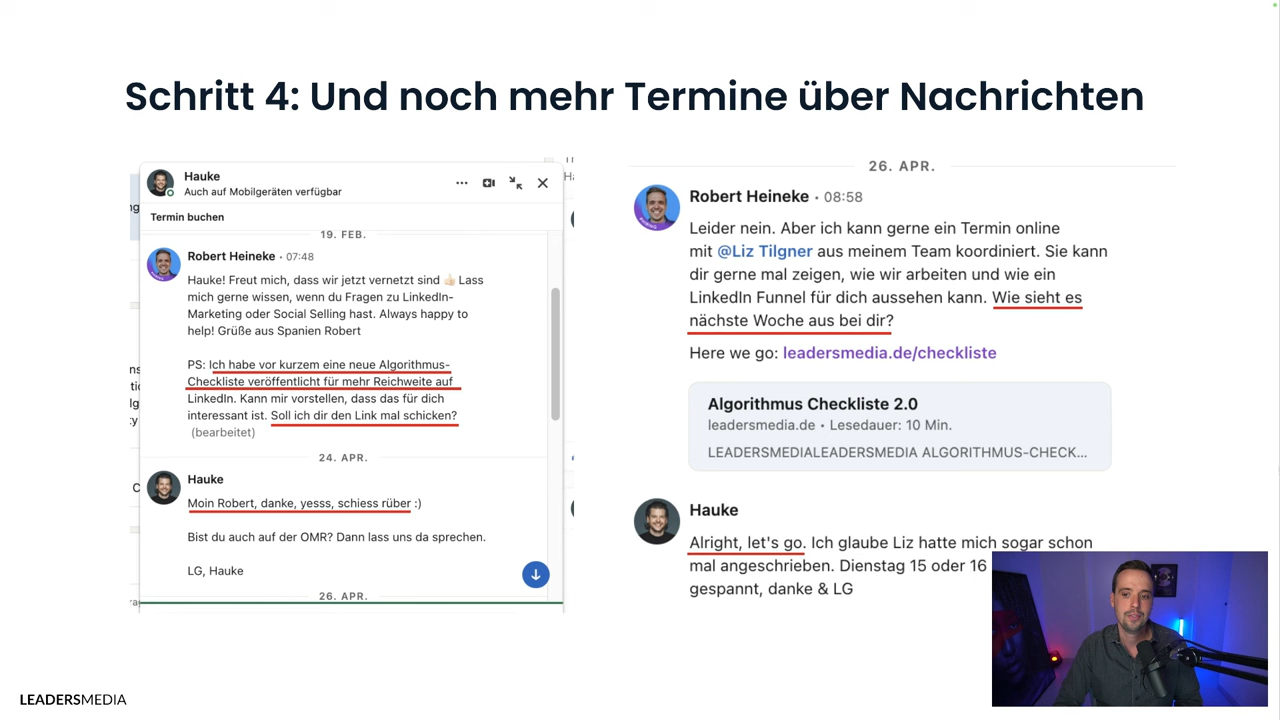 Schritt 4: Und noch mehr Termine über Nachrichten
Hauke
Auch auf Mobilgeräten verfügbar
Termin buchen
19. FEB.
Robert Heineke • 07:48
Hauke! Freut mich, dass wir jetzt vernetzt sind 👍🏻 Lass
mich gerne wissen, wenn du Fragen zu LinkedIn-
Marketing oder Social Selling hast. Always happy to
help! Grüße aus Spanien Robert
PS: Ich habe vor kurzem eine neue Algorithmus-
Checkliste veröffentlicht für mehr Reichweite auf
LinkedIn. Kann mir vorstellen, dass das für dich
interessant ist. Soll ich dir den Link mal schicken?
(bearbeitet)
24. APR.
Hauke
Moin Robert, danke, yesss, schiess rüber :)
Bist du auch auf der OMR? Dann lass uns da sprechen.
LG, Hauke
26. APR.
26. APR.
Robert Heineke • 08:58
Leider nein. Aber ich kann gerne ein Termin online
mit @Liz Tilgner aus meinem Team koordiniert. Sie kann
dir gerne mal zeigen, wie wir arbeiten und wie ein
LinkedIn Funnel für dich aussehen kann. Wie sieht es
nächste Woche aus bei dir?
Here we go: leadersmedia.de/checkliste
Algorithmus Checkliste 2.0
leadersmedia.de • Lesedauer: 10 Min.
LEADERSMEDIALEADERSMEDIA ALGORITHMUS-CHECK...
Hauke
Alright, let's go. Ich glaube Liz hatte mich sogar schon
mal angeschrieben. Dienstag 15 oder 16
gespannt, danke & LG
LEADERSMEDIA